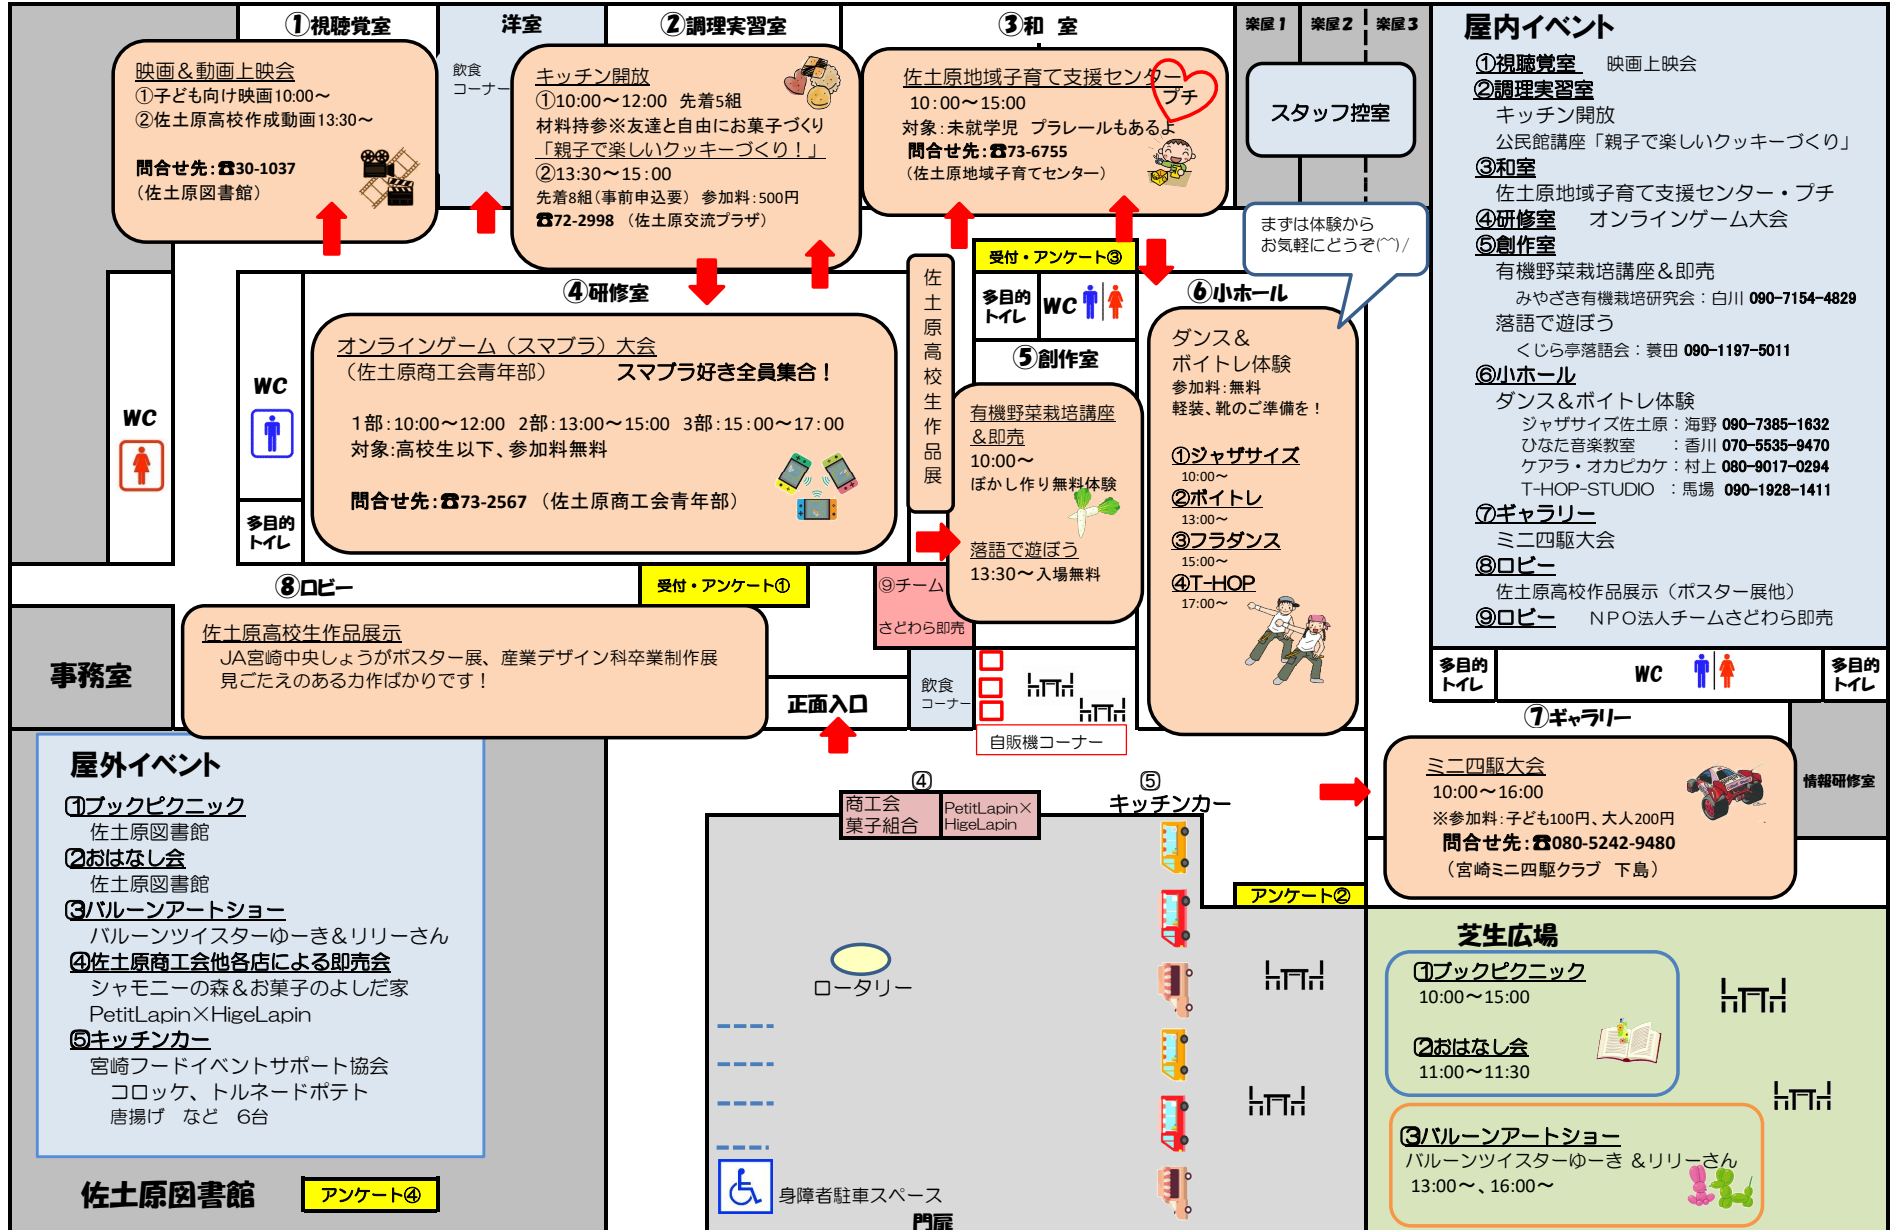 ①視聴覚室
洋室
②調理実習室
③和 室
楽屋1
楽屋2
楽屋3
映画＆動画上映会
①子ども向け映画10:00～
②佐土原高校作成動画13:30～
問合せ先:☎30-1037
(佐土原図書館)
飲食
コーナー
キッチン開放
①10:00～12:00 先着5組
材料持参※友達と自由にお菓子づくり
「親子で楽しいクッキーづくり！」
②13:30～15:00
先着8組(事前申込要) 参加料:500円
☎72-2998 (佐土原交流プラザ)
佐土原地域子育て支援センター
プチ
10:00～15:00
対象:未就学児 プラレールもあるよ
問合せ先:☎73-6755
(佐土原地域子育てセンター)
スタッフ控室
まずは体験から
お気軽にどうぞ(^^)/
受付・アンケート③
多目的
トイレ
WC
WC
WC
多目的
トイレ
④研修室
オンラインゲーム（スマブラ）大会
（佐土原商工会青年部） スマブラ好き全員集合！
1部:10:00～12:00 2部:13:00～15:00 3部:15:00～17:00
対象:高校生以下、参加料無料
問合せ先:☎73-2567 (佐土原商工会青年部)
佐土原高校生作品展
⑤創作室
有機野菜栽培講座
＆即売
10:00～
ぼかし作り無料体験
落語で遊ぼう
13:30～入場無料
⑥小ホール
ダンス＆
ボイトレ体験
参加料:無料
軽装、靴のご準備を！
①ジャザサイズ
10:00～
②ボイトレ
13:00～
③フラダンス
15:00～
④T-HOP
17:00～
⑧ロビー
受付・アンケート①
⑨チーム
さどわら即売
事務室
佐土原高校生作品展示
JA宮崎中央しょうがポスター展、産業デザイン科卒業制作展
見ごたえのある力作ばかりです！
正面入口
飲食
コーナー
自販機コーナー
屋内イベント
①視聴覚室 映画上映会
②調理実習室
キッチン開放
公民館講座「親子で楽しいクッキーづくり」
③和室
佐土原地域子育て支援センター・プチ
④研修室 オンラインゲーム大会
⑤創作室
有機野菜栽培講座＆即売
みやざき有機栽培研究会：白川 090-7154-4829
落語で遊ぼう
くじら亭落語会：蓑田 090-1197-5011
⑥小ホール
ダンス＆ボイトレ体験
ジャザサイズ佐土原：海野 090-7385-1632
ひなた音楽教室 ：香川 070-5535-9470
ケアラ・オカピカケ：村上 080-9017-0294
T-HOP-STUDIO ：馬場 090-1928-1411
⑦ギャラリー
ミニ四駆大会
⑧ロビー
佐土原高校作品展示（ポスター展他）
⑨ロビー NPO法人チームさどわら即売
多目的
トイレ
WC
多目的
トイレ
⑦ギャラリー
ミニ四駆大会
10:00～16:00
※参加料:子ども100円、大人200円
問合せ先:☎080-5242-9480
（宮崎ミニ四駆クラブ 下島）
情報研修室
屋外イベント
①ブックピクニック
佐土原図書館
②おはなし会
佐土原図書館
③バルーンアートショー
バルーンツイスターゆーき＆リリーさん
④佐土原商工会他各店による即売会
シャモニーの森＆お菓子のよしだ家
PetitLapin×HigeLapin
⑤キッチンカー
宮崎フードイベントサポート協会
コロッケ、トルネードポテト
唐揚げ など 6台
佐土原図書館
アンケート④
④
商工会
菓子組合
PetitLapin×
HigeLapin
⑤
キッチンカー
アンケート②
ロータリー
身障者駐車スペース
門扉
芝生広場
①ブックピクニック
10:00～15:00
②おはなし会
11:00～11:30
③バルーンアートショー
バルーンツイスターゆーき ＆リリーさん
13:00～、16:00～